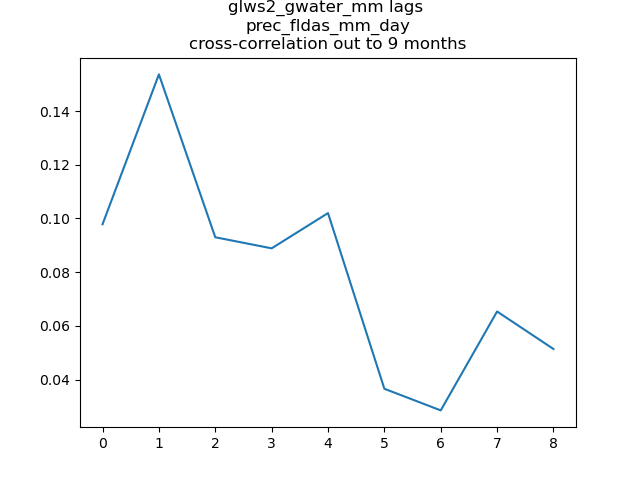 glws2_gwater_mm lags
prec_fldas_mm_day
cross-correlation out to 9 months
0.14
0.12
0.10
0.08
0.06
0.04
0 1 2 3 4 5 6 7 8